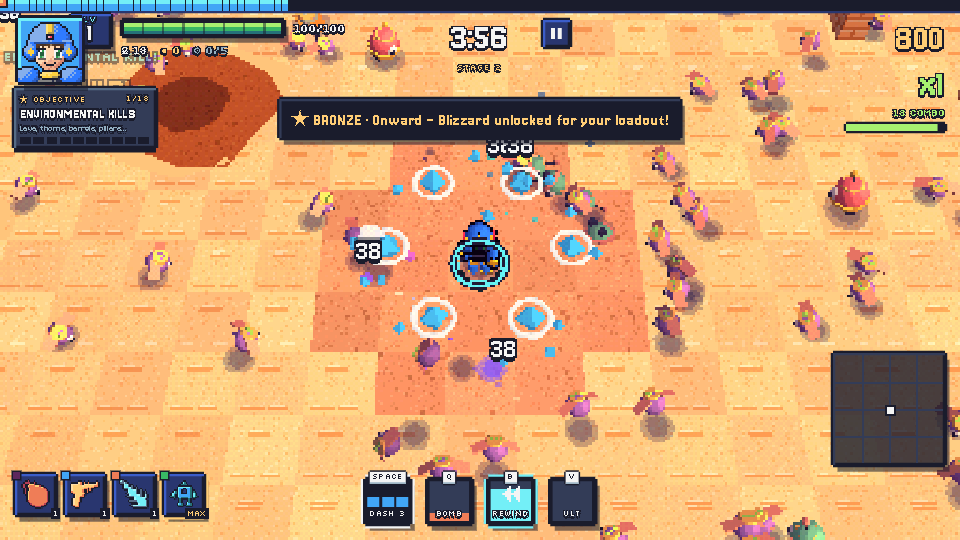 LV
1
100/100
3:56
STAGE 2
800
x1
18 COMBO
OBJECTIVE 1/18
ENVIRONMENTAL KILLS
Lava, thorns, barrels, pillars...
★ BRONZE · Onward – Blizzard unlocked for your loadout!
38
38
38
1
1
1
MAX
SPACE
DASH 3
Q
BOMB
R
REWIND
V
ULT